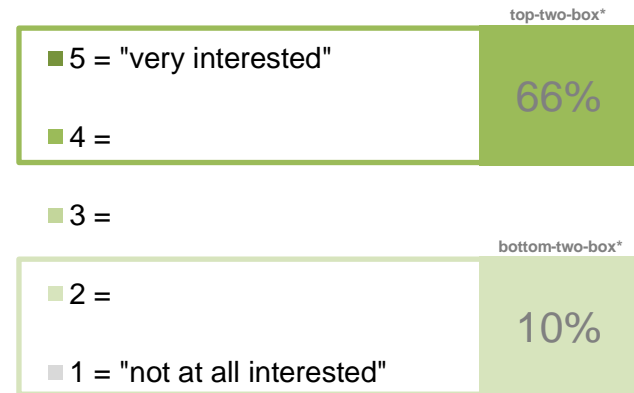 top-two-box*
5 = "very interested"
66%
4 =
3 =
bottom-two-box*
2 =
10%
1 = "not at all interested"